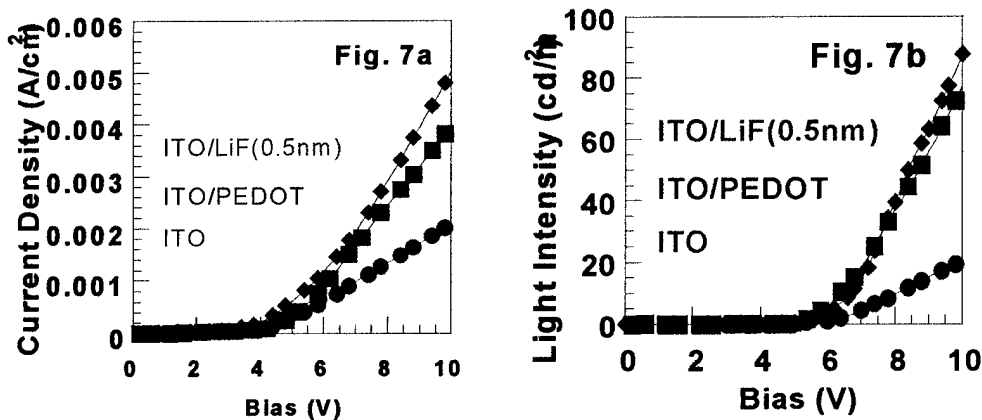 Fig. 7a
Current Density (A/cm²)
0.006
0.005
0.004
0.003
0.002
0.001
0
ITO/LiF(0.5nm)
ITO/PEDOT
ITO
0 2 4 6 8 10
Bias (V)
Fig. 7b
Light Intensity (cd/ft²)
100
80
60
40
20
0
ITO/LiF(0.5nm)
ITO/PEDOT
ITO
0 2 4 6 8 10
Bias (V)